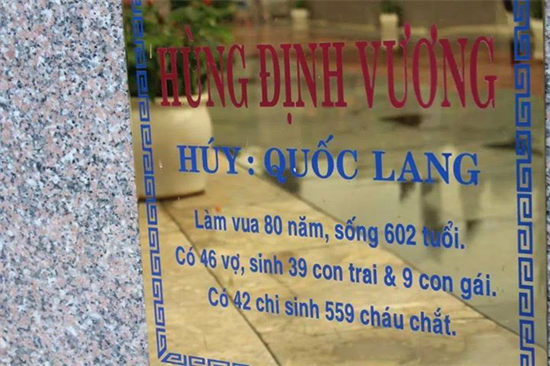 HÙNG ĐỊNH VƯƠNG
HÚY : QUỐC LANG
Làm vua 80 năm, sống 602 tuổi.
Có 46 vợ, sinh 39 con trai & 9 con gái.
Cò 42 chi sinh 559 cháu chắt.